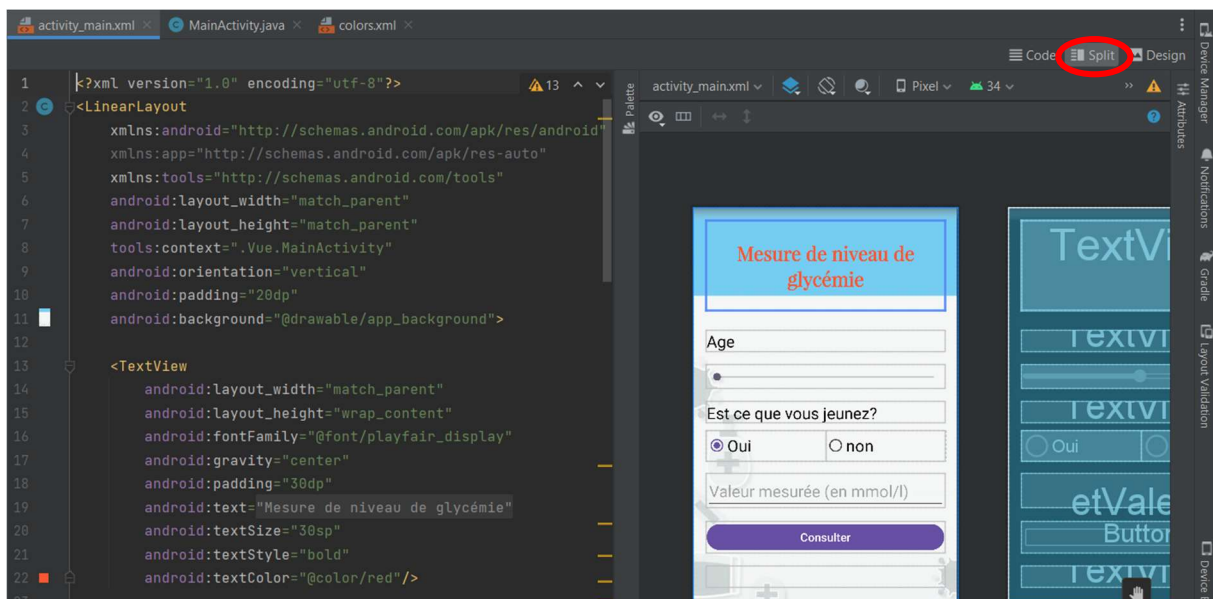 activity_main.xml
MainActivity.java
colors.xml
Code
Split
Design
1 <?xml version="1.0" encoding="utf-8"?>
13
2 <LinearLayout
3 xmlns:android="http://schemas.android.com/apk/res/android"
4 xmlns:app="http://schemas.android.com/apk/res-auto"
5 xmlns:tools="http://schemas.android.com/tools"
6 android:layout_width="match_parent"
7 android:layout_height="match_parent"
8 tools:context=".Vue.MainActivity"
9 android:orientation="vertical"
10 android:padding="20dp"
11 android:background="@drawable/app_background">
12
13 <TextView
14 android:layout_width="match_parent"
15 android:layout_height="wrap_content"
16 android:fontFamily="@font/playfair_display"
17 android:gravity="center"
18 android:padding="30dp"
19 android:text="Mesure de niveau de glycémie"
20 android:textSize="30sp"
21 android:textStyle="bold"
22 android:textColor="@color/red"/>
Palette
activity_main.xml
Pixel
34
Mesure de niveau de
glycémie
Age
Est ce que vous jeunez?
Oui
non
Valeur mesurée (en mmol/l)
Consulter
TextVi
TextVi
TextVi
Oui
etVale
Button
TextVi
Attributes
Device Manager
Notifications
Gradle
Layout Validation
Device